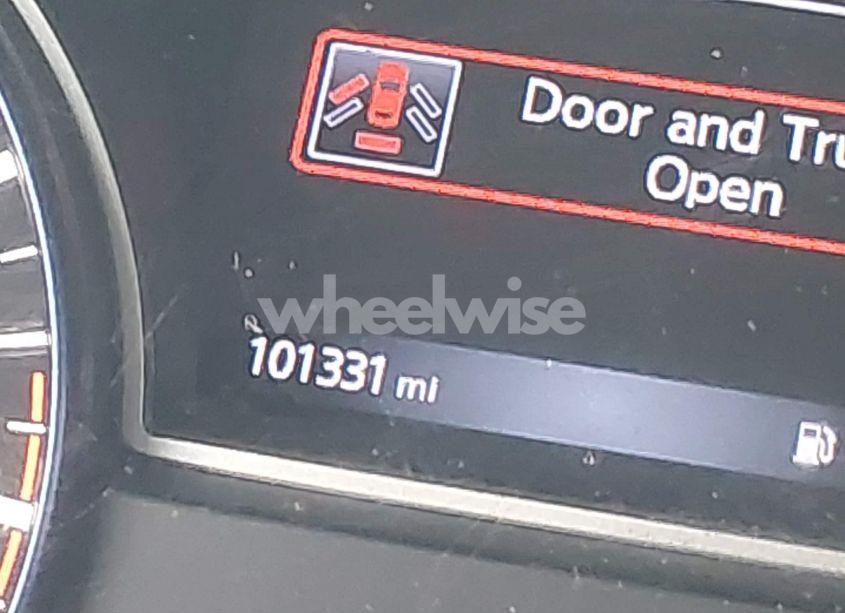 Door and Tru
Open
wheelwise
101331 mi